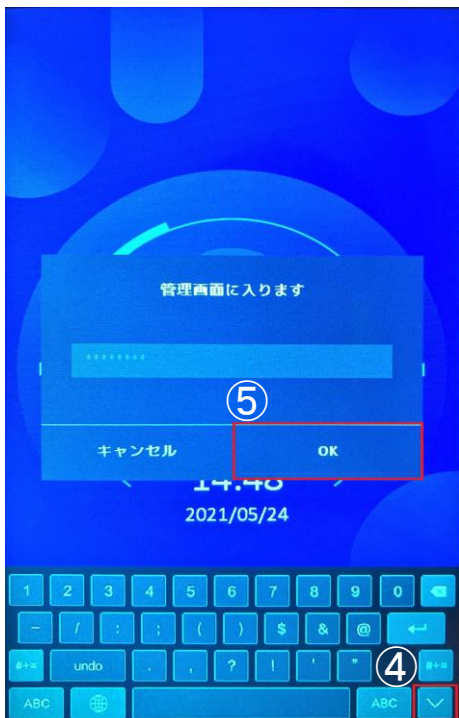 管理画面に入ります
********
⑤
キャンセル OK
14:48
2021/05/24
1 2 3 4 5 6 7 8 9 0
- / : ; ( ) $ & @
#+= undo . , ? ! ' " ④ #+=
ABC ABC